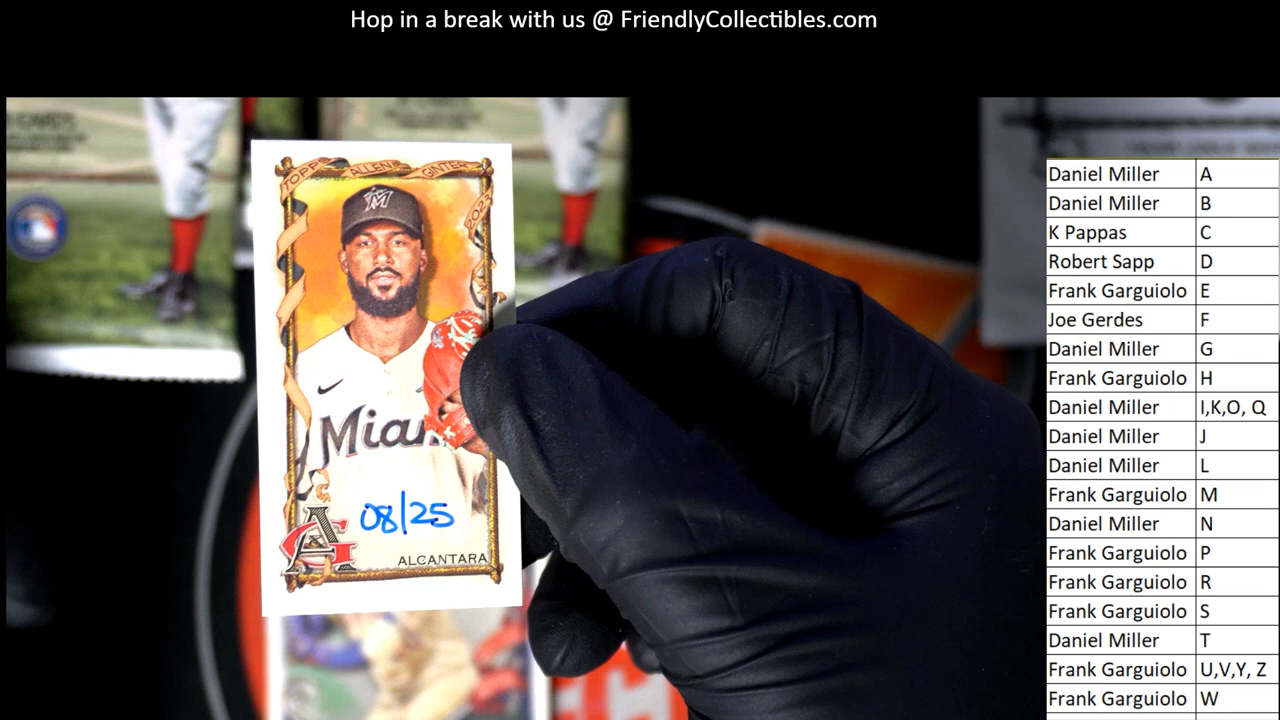 Hop in a break with us @ FriendlyCollectibles.com
TOPPS ALLEN & GINTER
2023
M
Miam
08/25
AG
ALCANTARA
Daniel Miller A
Daniel Miller B
K Pappas C
Robert Sapp D
Frank Garguiolo E
Joe Gerdes F
Daniel Miller G
Frank Garguiolo H
Daniel Miller I,K,O, Q
Daniel Miller J
Daniel Miller L
Frank Garguiolo M
Daniel Miller N
Frank Garguiolo P
Frank Garguiolo R
Frank Garguiolo S
Daniel Miller T
Frank Garguiolo U,V,Y, Z
Frank Garguiolo W